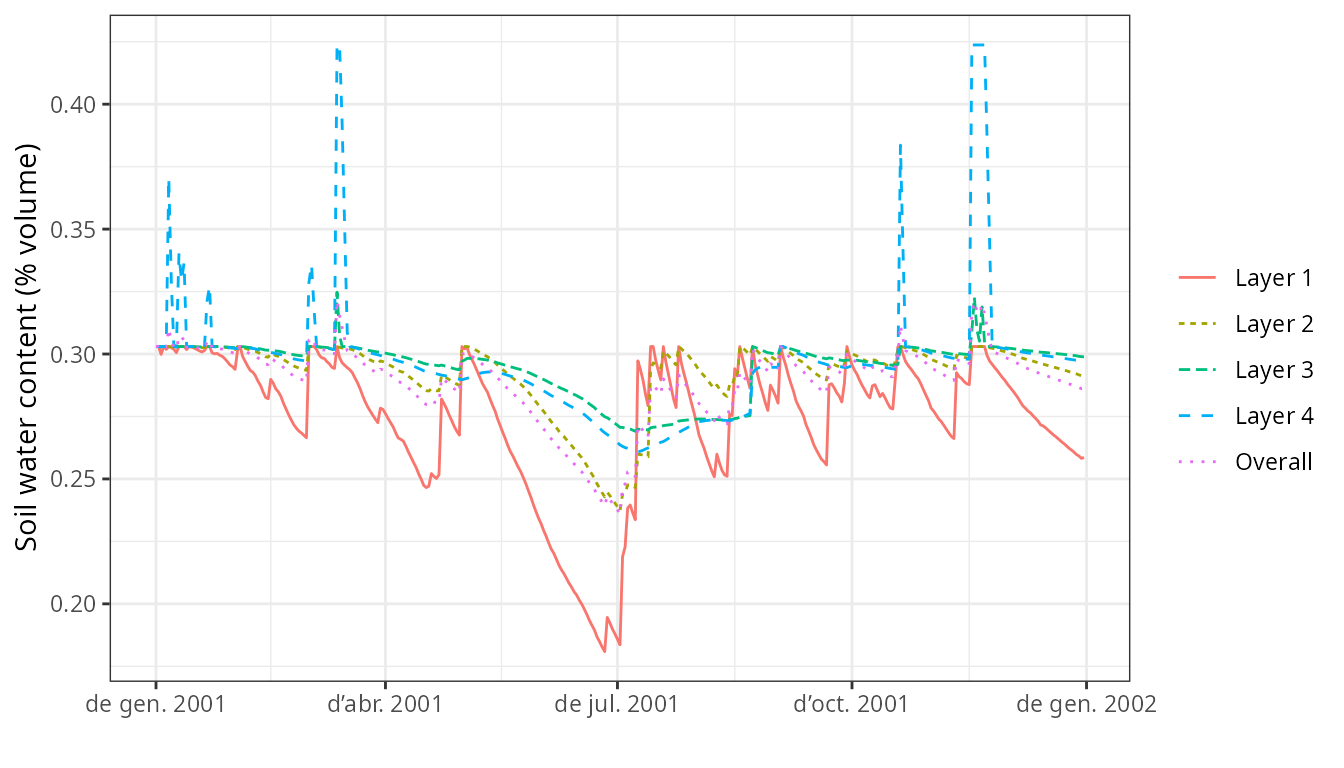 Soil water content (% volume)
0.40
0.35
0.30
0.25
0.20
de gen. 2001
d’abr. 2001
de jul. 2001
d’oct. 2001
de gen. 2002
Layer 1
Layer 2
Layer 3
Layer 4
Overall